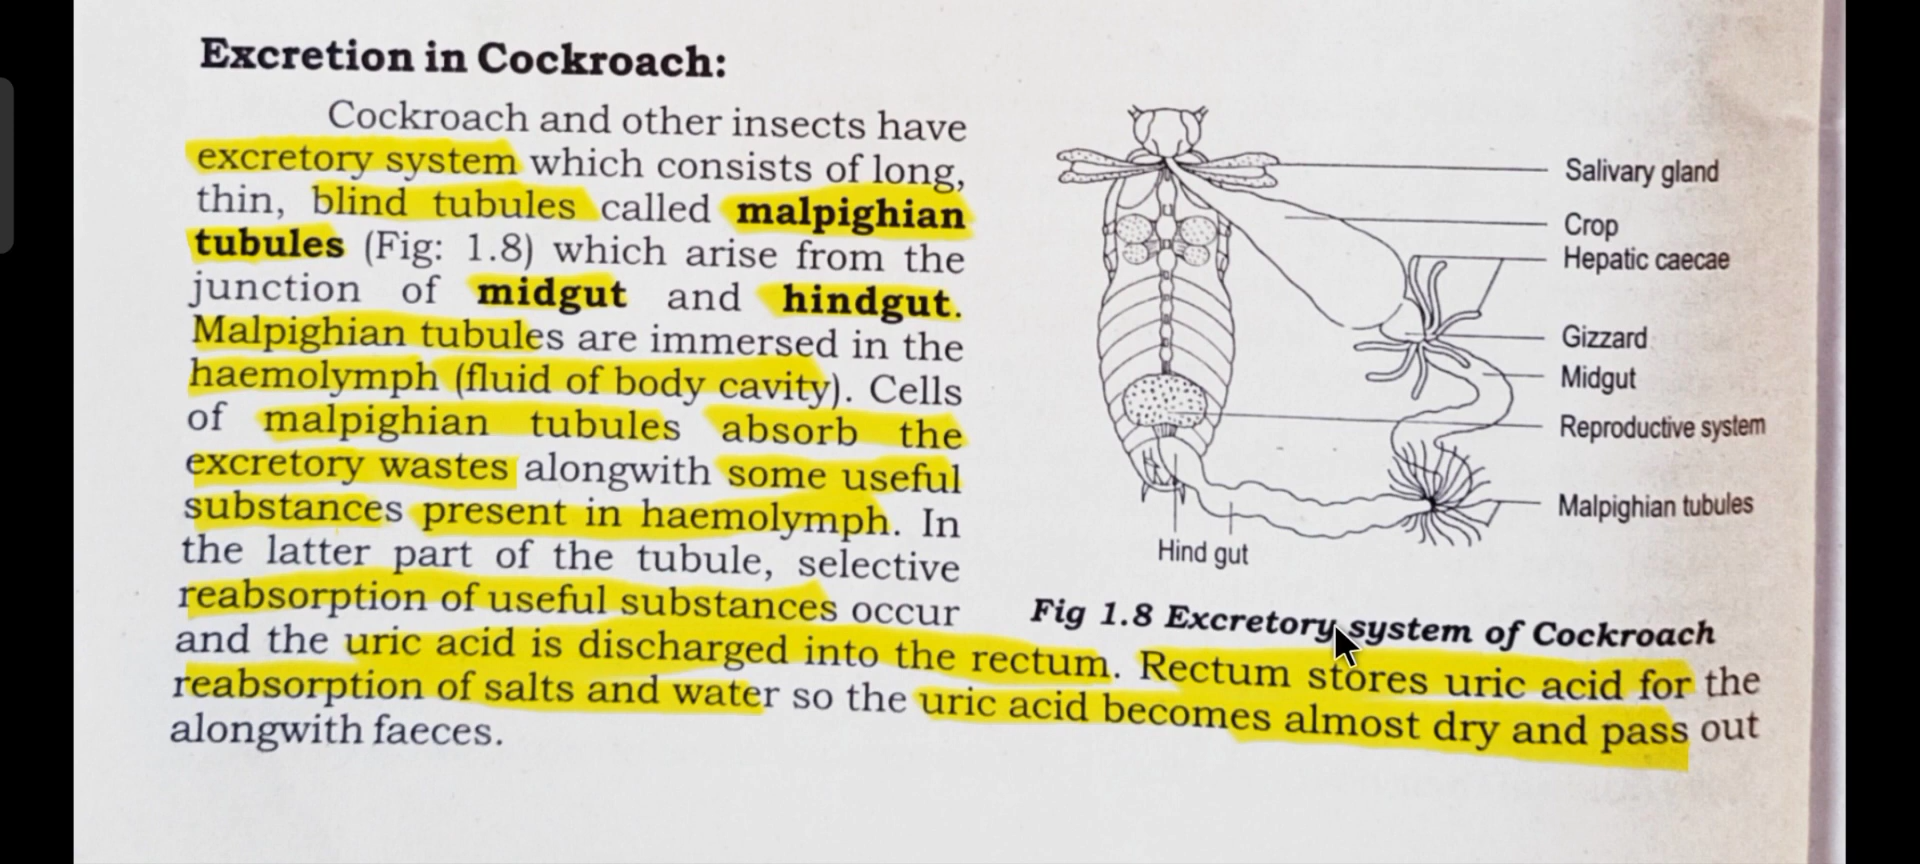 Excretion in Cockroach:
Cockroach and other insects have
excretory system which consists of long,
thin, blind tubules called malpighian
tubules (Fig: 1.8) which arise from the
junction of midgut and hindgut.
Malpighian tubules are immersed in the
haemolymph (fluid of body cavity). Cells
of malpighian tubules absorb the
excretory wastes alongwith some useful
substances present in haemolymph. In
the latter part of the tubule, selective
reabsorption of useful substances occur
and the uric acid is discharged into the rectum. Rectum stores uric acid for the
reabsorption of salts and water so the uric acid becomes almost dry and pass out
alongwith faeces.
Salivary gland
Crop
Hepatic caecae
Gizzard
Midgut
Reproductive system
Malpighian tubules
Hind gut
Fig 1.8 Excretory system of Cockroach